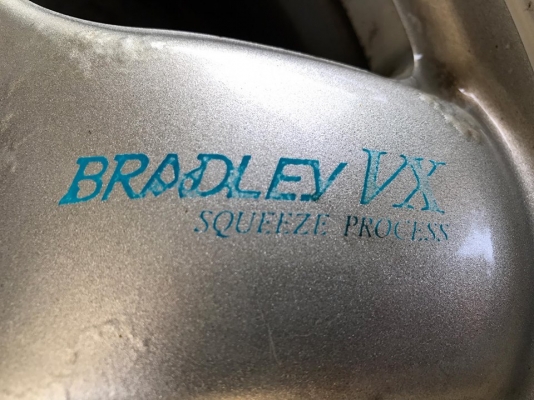 BRADLEY VX
SQUEEZE PROCESS